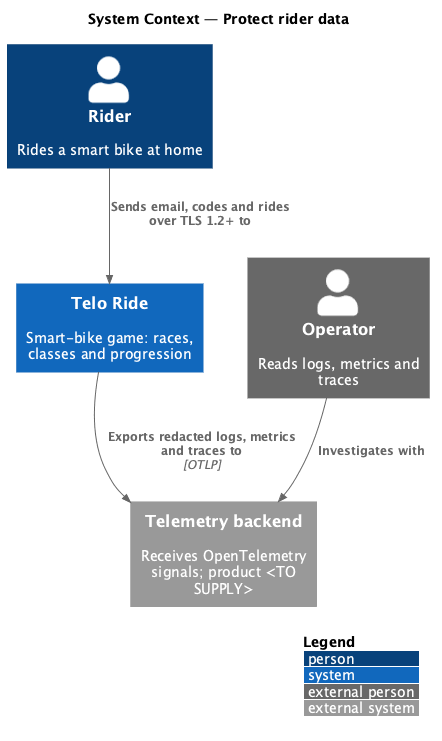 System Context — Protect rider data
Rider
Rides a smart bike at home
Sends email, codes and rides
over TLS 1.2+ to
Telo Ride
Smart-bike game: races,
classes and progression
Operator
Reads logs, metrics and
traces
Exports redacted logs, metrics
and traces to
[OTLP]
Investigates with
Telemetry backend
Receives OpenTelemetry
signals; product <TO
SUPPLY>
Legend
person
system
external person
external system